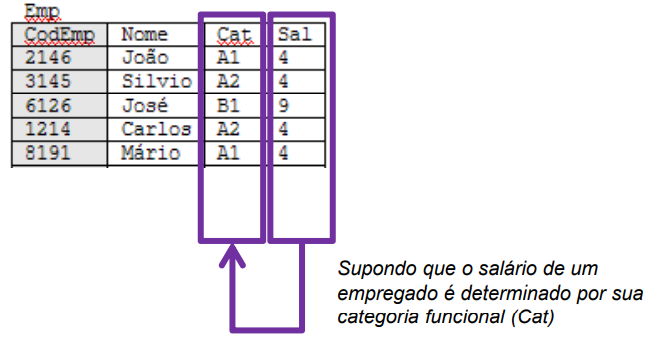 Emp
CodEmp Nome Cat Sal
2146 João A1 4
3145 Silvio A2 4
6126 José B1 9
1214 Carlos A2 4
8191 Mário A1 4
Supondo que o salário de um
empregado é determinado por sua
categoria funcional (Cat)